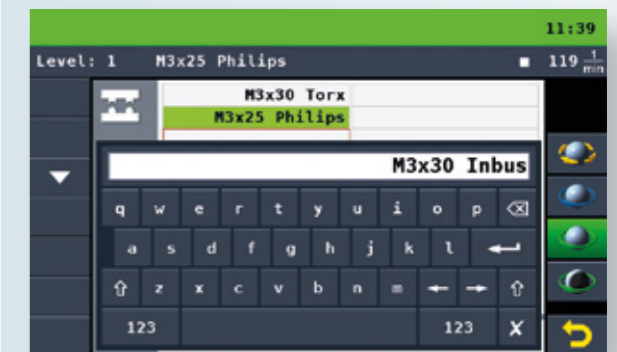 11:39
Level: 1 M3x25 Philips 119 1/min
M3x30 Torx
M3x25 Philips
M3x30 Inbus
q w e r t y u i o p
a s d f g h j k l
z x c v b n m
123 123 X